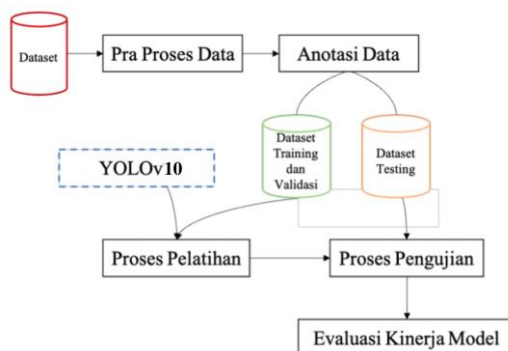 Dataset
Pra Proses Data
Anotasi Data
Dataset
Training
dan
Validasi
Dataset
Testing
YOLOv10
Proses Pelatihan
Proses Pengujian
Evaluasi Kinerja Model